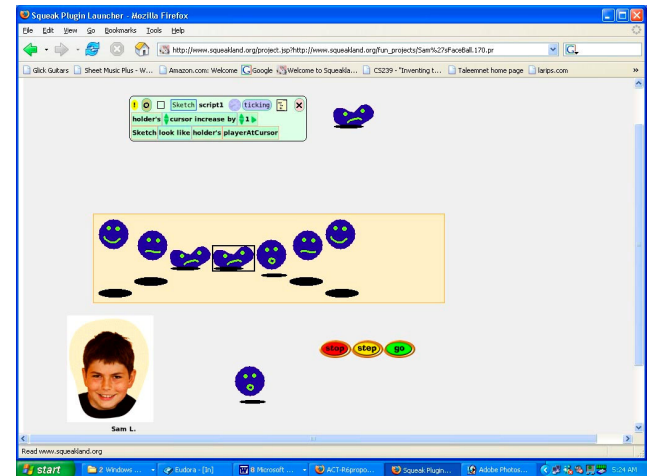 Squeak Plugin Launcher - Mozilla Firefox
File Edit View Go Bookmarks Tools Help
http://www.squeakland.org/project.jsp?http://www.squeakland.org/fun_projects/Sam%27sFaceBall.170.pr
Glick Guitars Sheet Music Plus - W... Amazon.com: Welcome Google Welcome to Squeakla... CS239 - "Inventing t... Taleemnet home page larips.com »
! Sketch script1 ticking
holder's cursor increase by 1
Sketch look like holder's playerAtCursor
stop step go
Sam L.
Read www.squeakland.org
start 2 Windows ... Eudora - [In] 8 Microsoft ... ACT-Repropo... Squeak Plugin... Adobe Photos... 5:24 AM